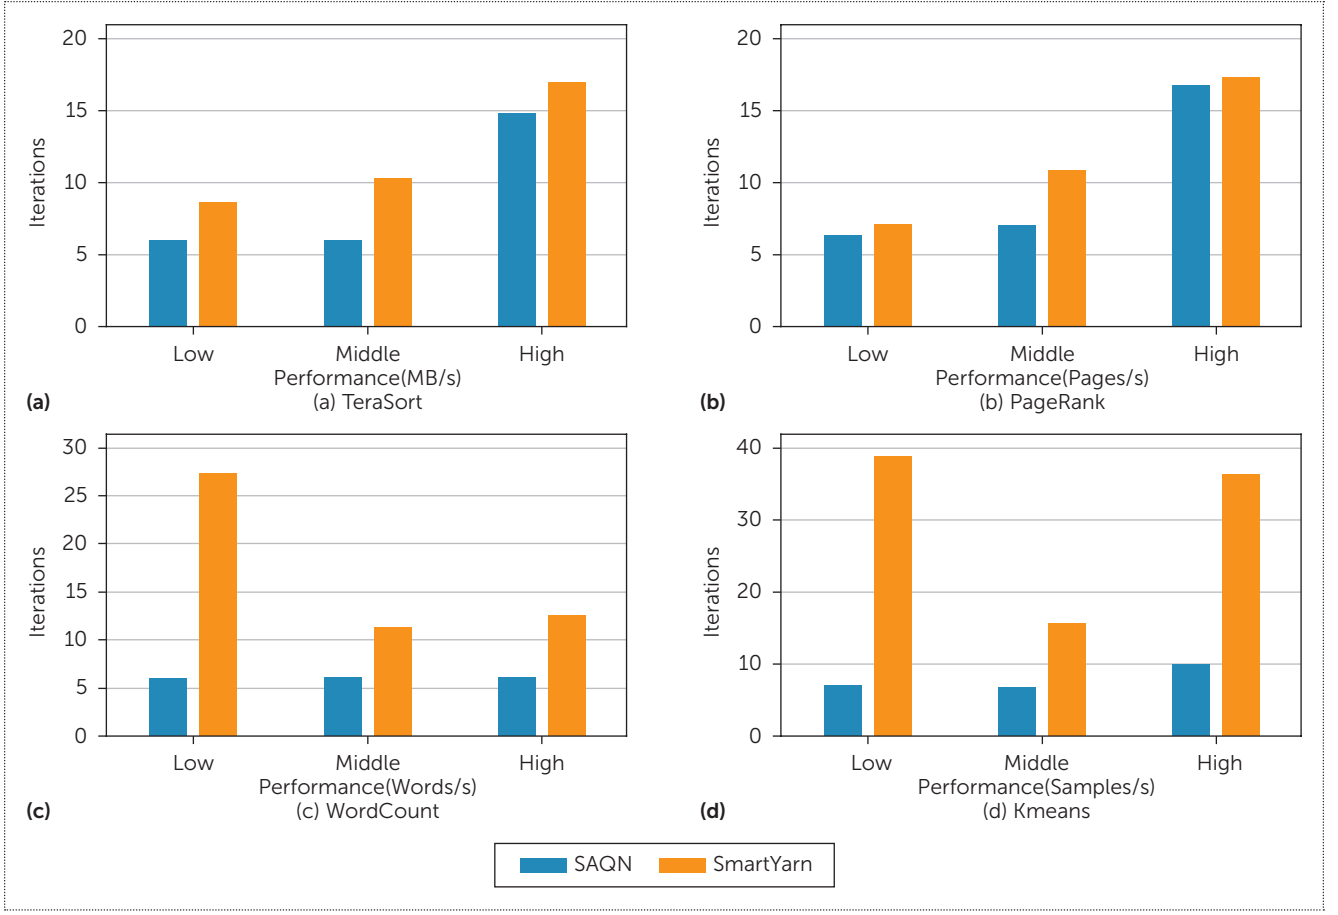 20
15
10
5
0
Iterations
Low Middle High
Performance(MB/s)
(a) (a) TeraSort
20
15
10
5
0
Iterations
Low Middle High
Performance(Pages/s)
(b) (b) PageRank
30
25
20
15
10
5
0
Iterations
Low Middle High
Performance(Words/s)
(c) (c) WordCount
40
30
20
10
0
Iterations
Low Middle High
Performance(Samples/s)
(d) (d) Kmeans
SAQN SmartYarn